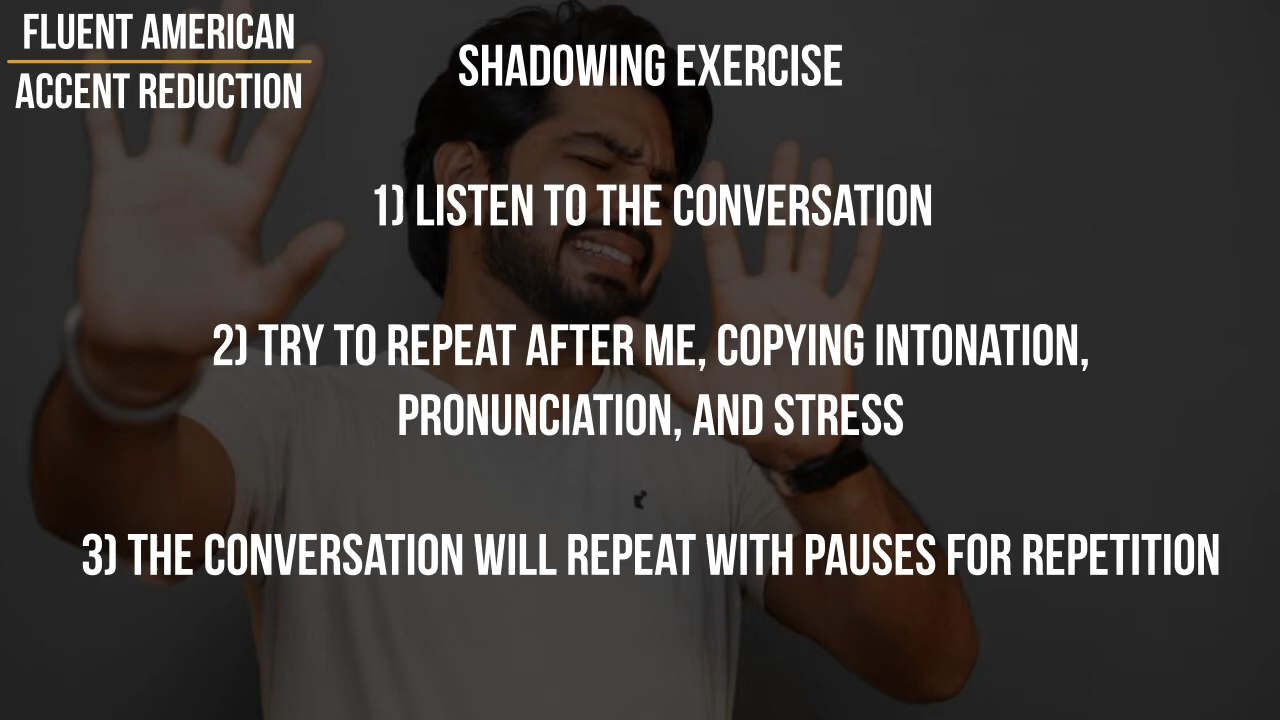 FLUENT AMERICAN
ACCENT REDUCTION
SHADOWING EXERCISE
1) LISTEN TO THE CONVERSATION
2) TRY TO REPEAT AFTER ME, COPYING INTONATION,
PRONUNCIATION, AND STRESS
3) THE CONVERSATION WILL REPEAT WITH PAUSES FOR REPETITION